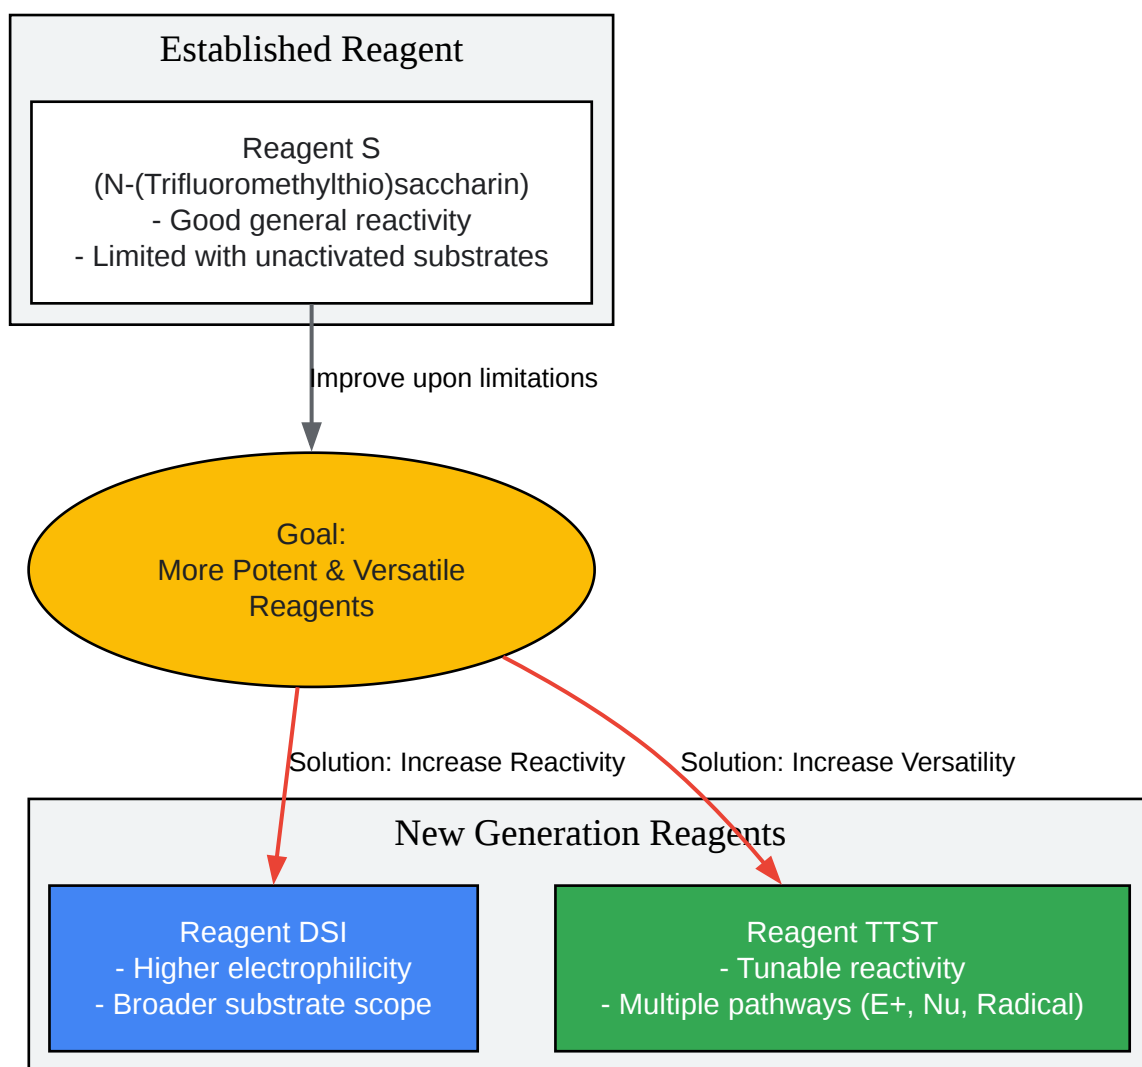 Established Reagent
Reagent S
(N-(Trifluoromethylthio)saccharin)
- Good general reactivity
- Limited with unactivated substrates
Improve upon limitations
Goal:
More Potent & Versatile
Reagents
Solution: Increase Reactivity
Solution: Increase Versatility
New Generation Reagents
Reagent DSI
- Higher electrophilicity
- Broader substrate scope
Reagent TTST
- Tunable reactivity
- Multiple pathways (E+, Nu, Radical)